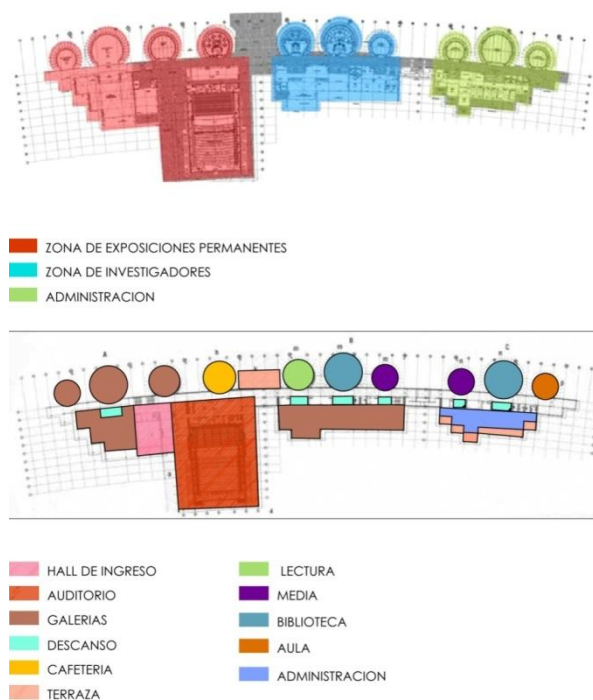 ZONA DE EXPOSICIONES PERMANENTES
ZONA DE INVESTIGADORES
ADMINISTRACION
A
B
C
HALL DE INGRESO
AUDITORIO
GALERIAS
DESCANSO
CAFETERIA
TERRAZA
LECTURA
MEDIA
BIBLIOTECA
AULA
ADMINISTRACION